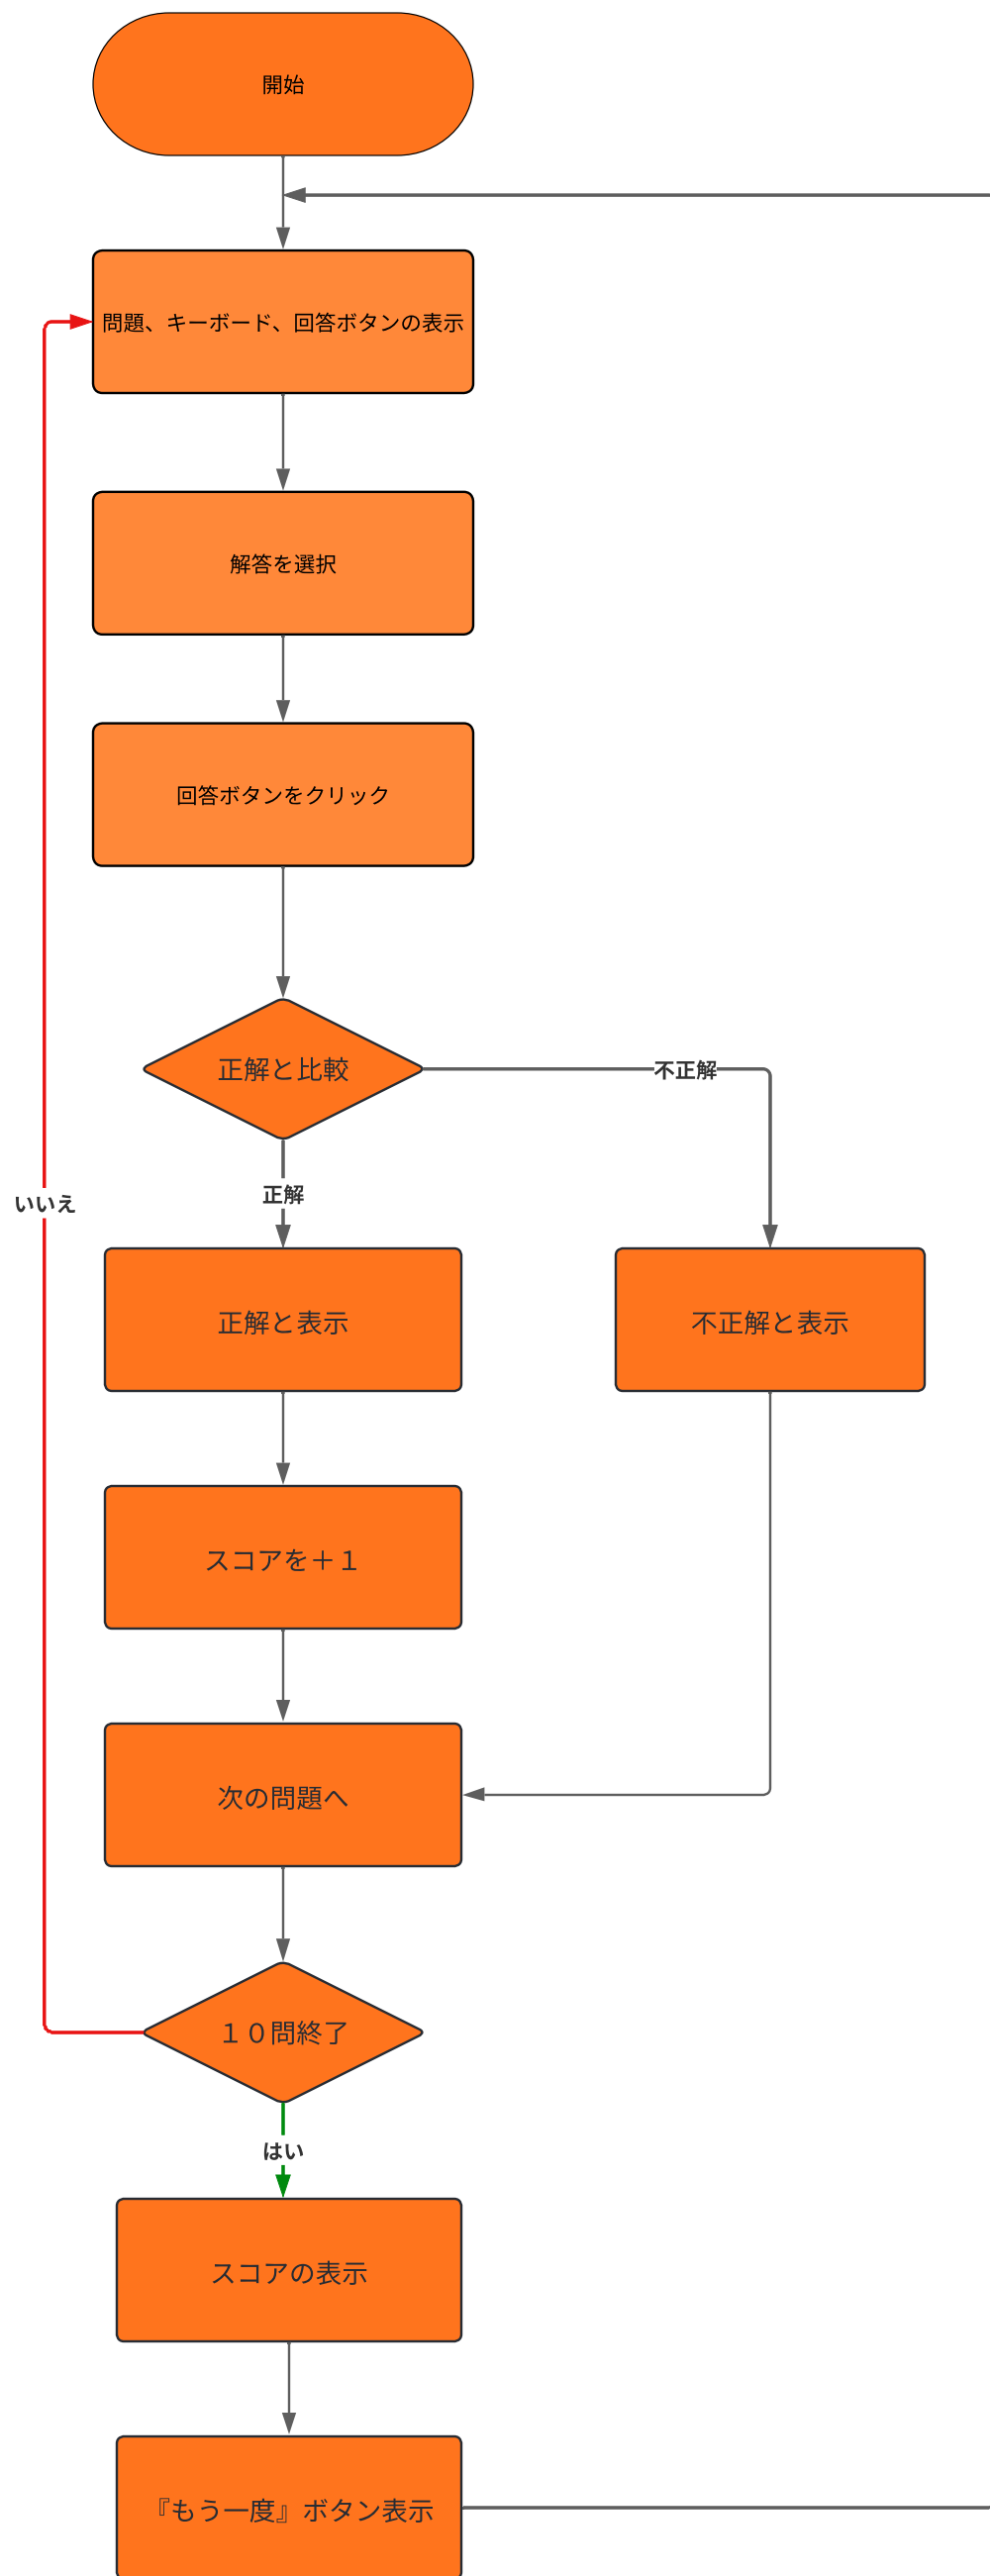 開始
問題、キーボード、回答ボタンの表示
解答を選択
回答ボタンをクリック
正解と比較
不正解
正解
いいえ
正解と表示
不正解と表示
スコアを＋１
次の問題へ
１０問終了
はい
スコアの表示
『もう一度』ボタン表示